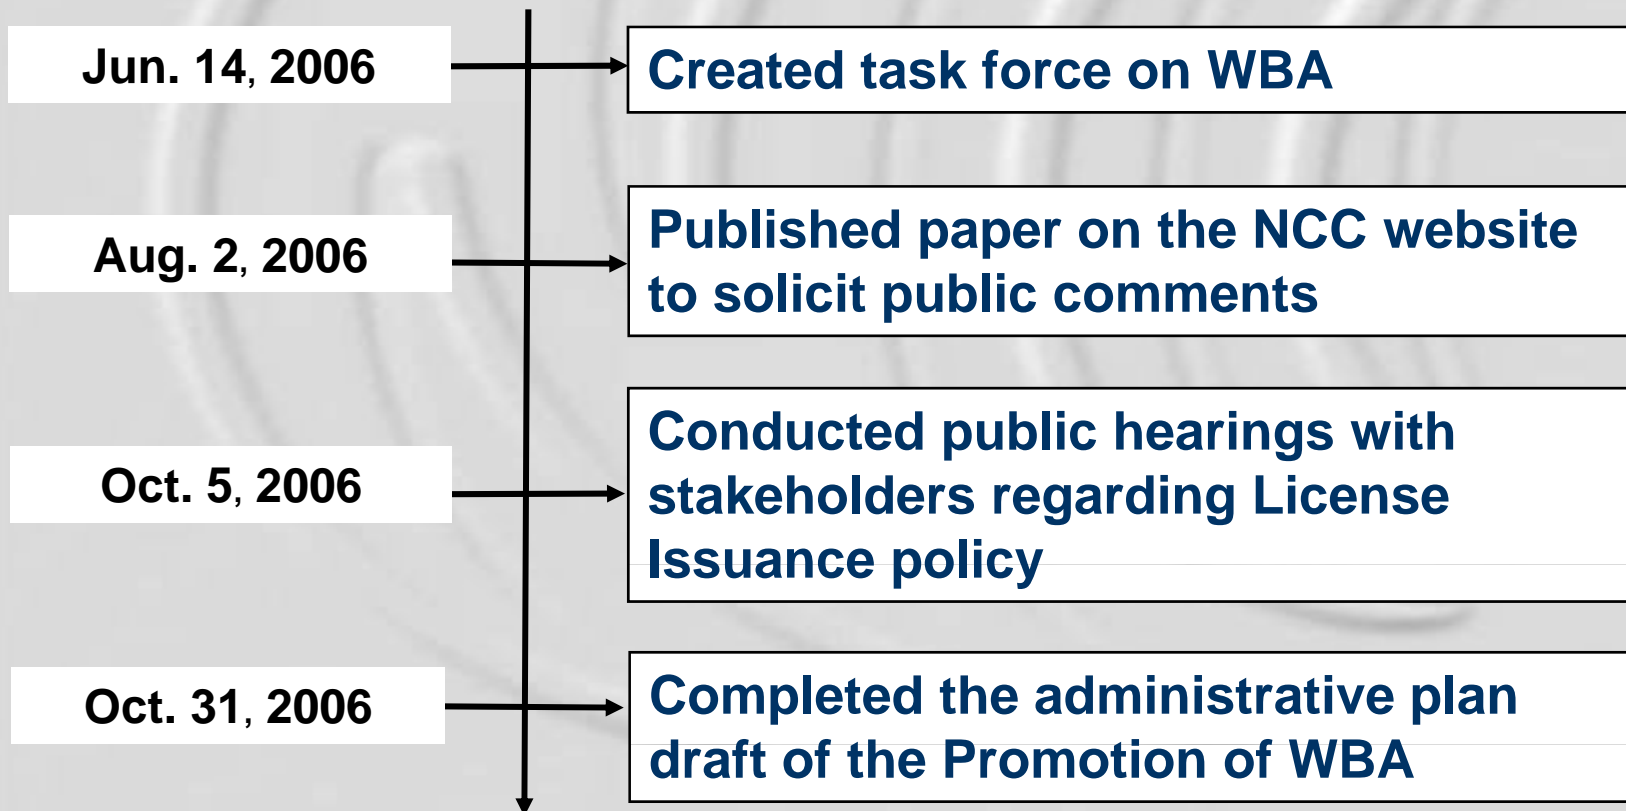 Jun. 14, 2006
Created task force on WBA
Aug. 2, 2006
Published paper on the NCC website
to solicit public comments
Oct. 5, 2006
Conducted public hearings with
stakeholders regarding License
Issuance policy
Oct. 31, 2006
Completed the administrative plan
draft of the Promotion of WBA